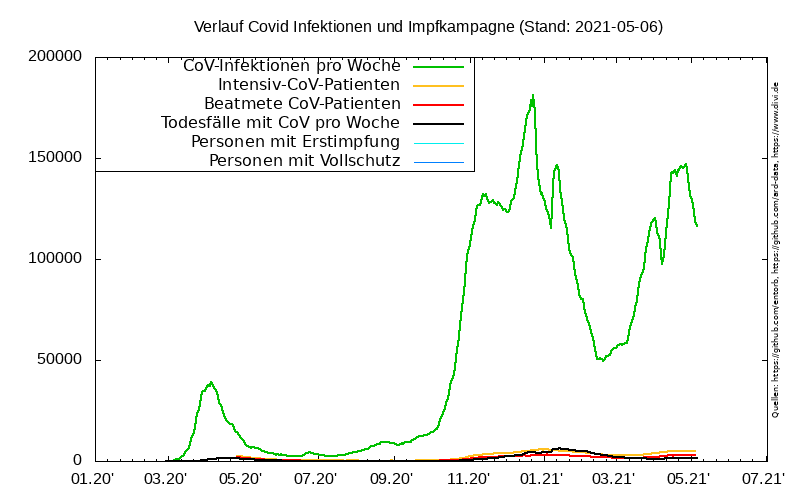 Verlauf Covid Infektionen und Impfkampagne (Stand: 2021-05-06)
200000
150000
100000
50000
0
CoV-Infektionen pro Woche
Intensiv-CoV-Patienten
Beatmete CoV-Patienten
Todesfälle mit CoV pro Woche
Personen mit Erstimpfung
Personen mit Vollschutz
01.20'
03.20'
05.20'
07.20'
09.20'
11.20'
01.21'
03.21'
05.21'
07.21'
Quellen: https://github.com/entorb, https://github.com/ard-data, https://www.divi.de